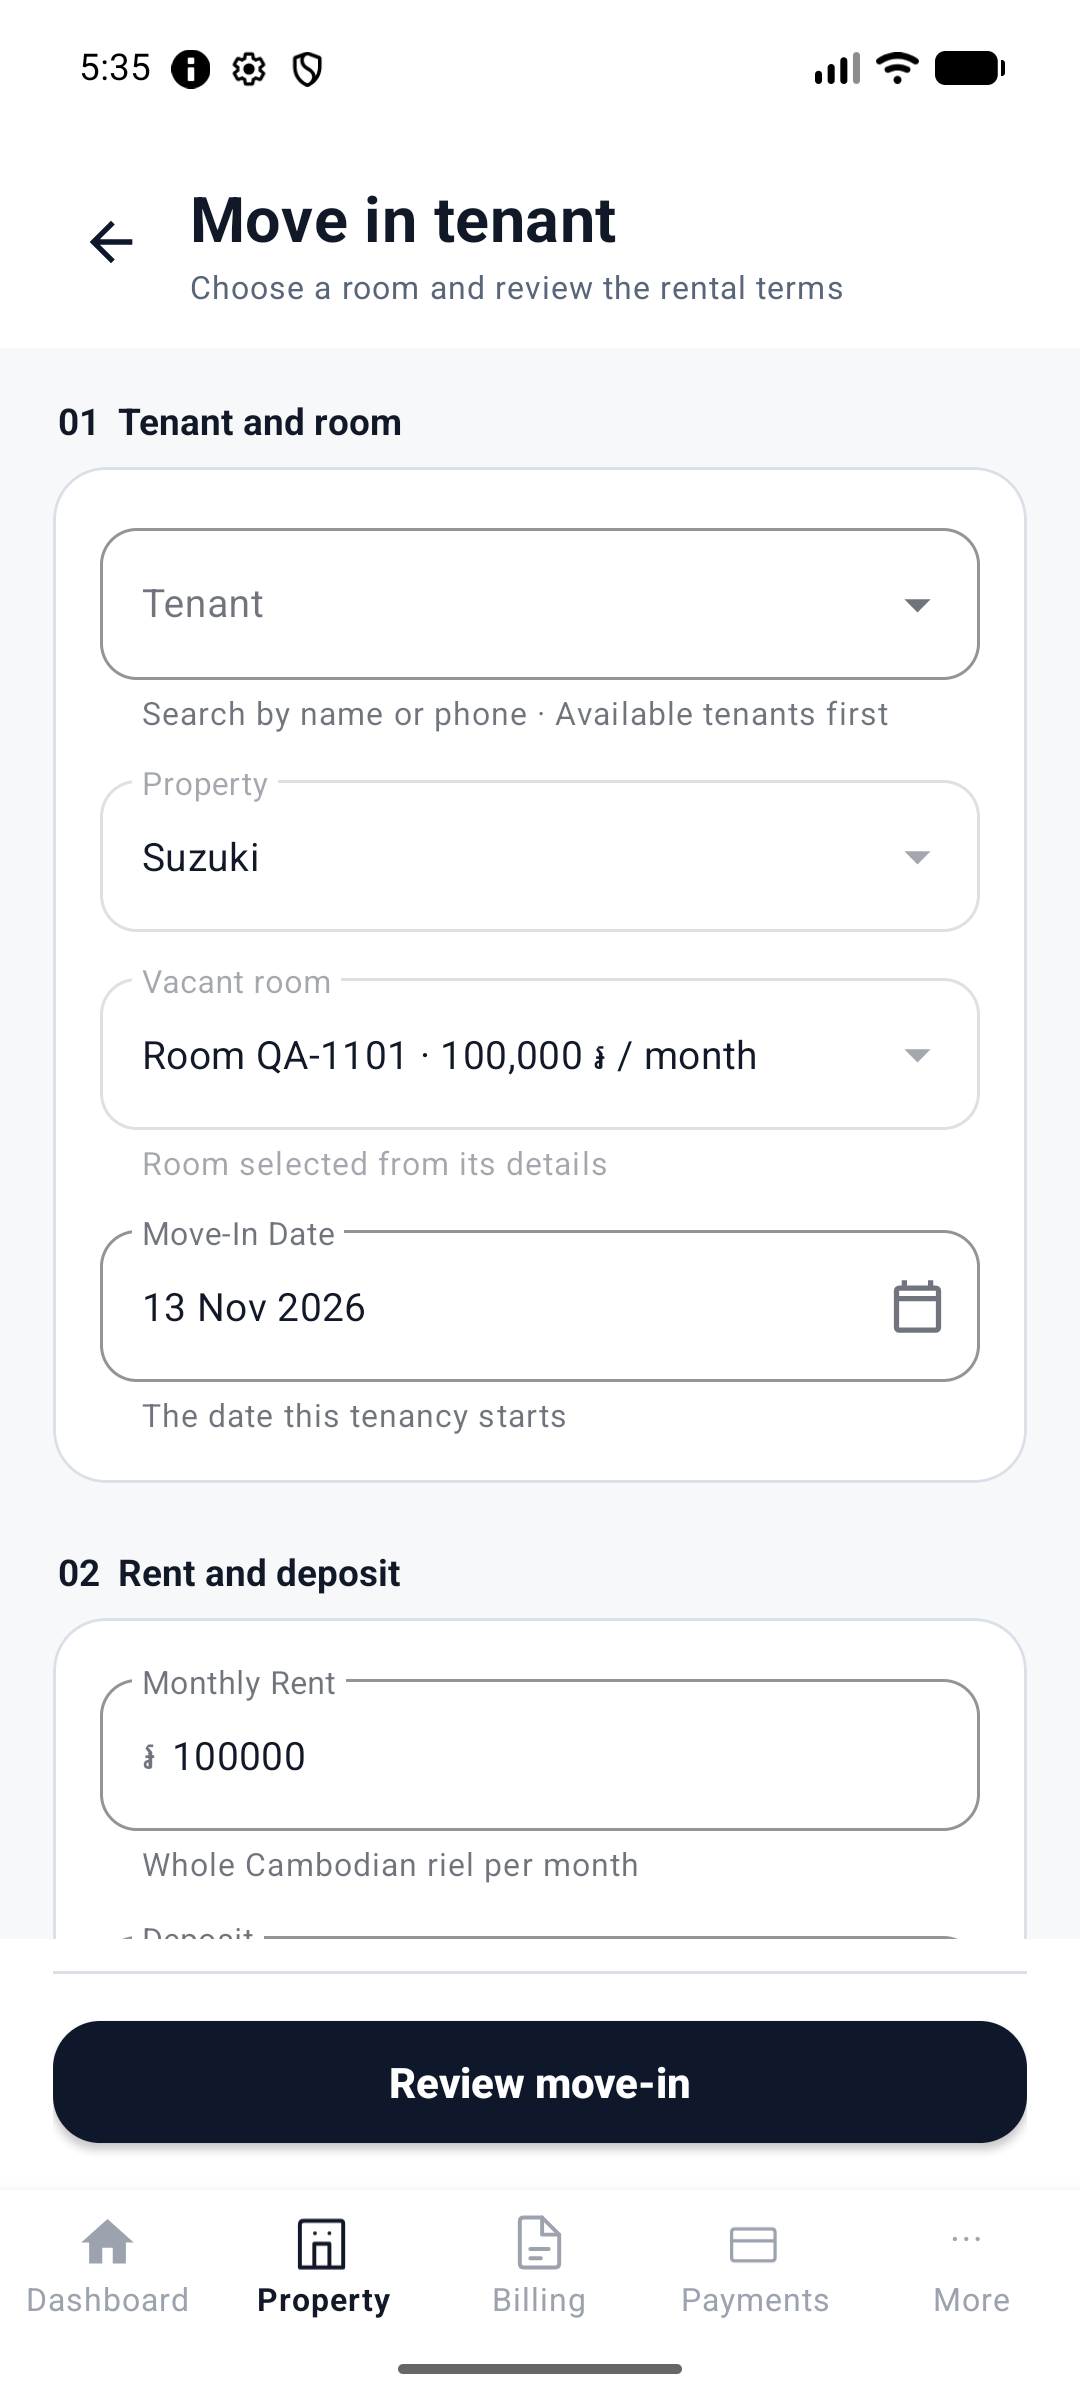 5:35
Move in tenant
Choose a room and review the rental terms
01 Tenant and room
Tenant
Search by name or phone · Available tenants first
Property
Suzuki
Vacant room
Room QA-1101 · 100,000 ៛ / month
Room selected from its details
Move-In Date
13 Nov 2026
The date this tenancy starts
02 Rent and deposit
Monthly Rent
៛ 100000
Whole Cambodian riel per month
Deposit
Review move-in
Dashboard
Property
Billing
Payments
More